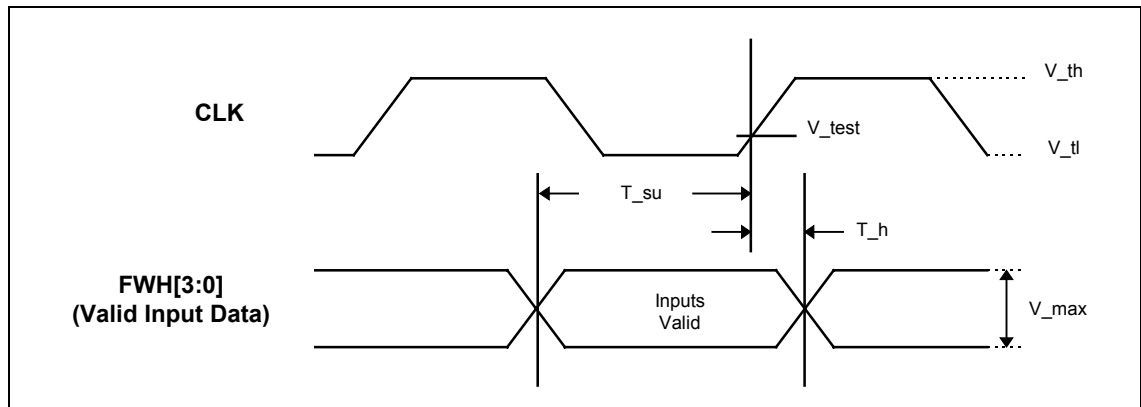 V_th
CLK
V_test
V_tl
T_su
T_h
FWH[3:0]
(Valid Input Data)
Inputs
Valid
V_max